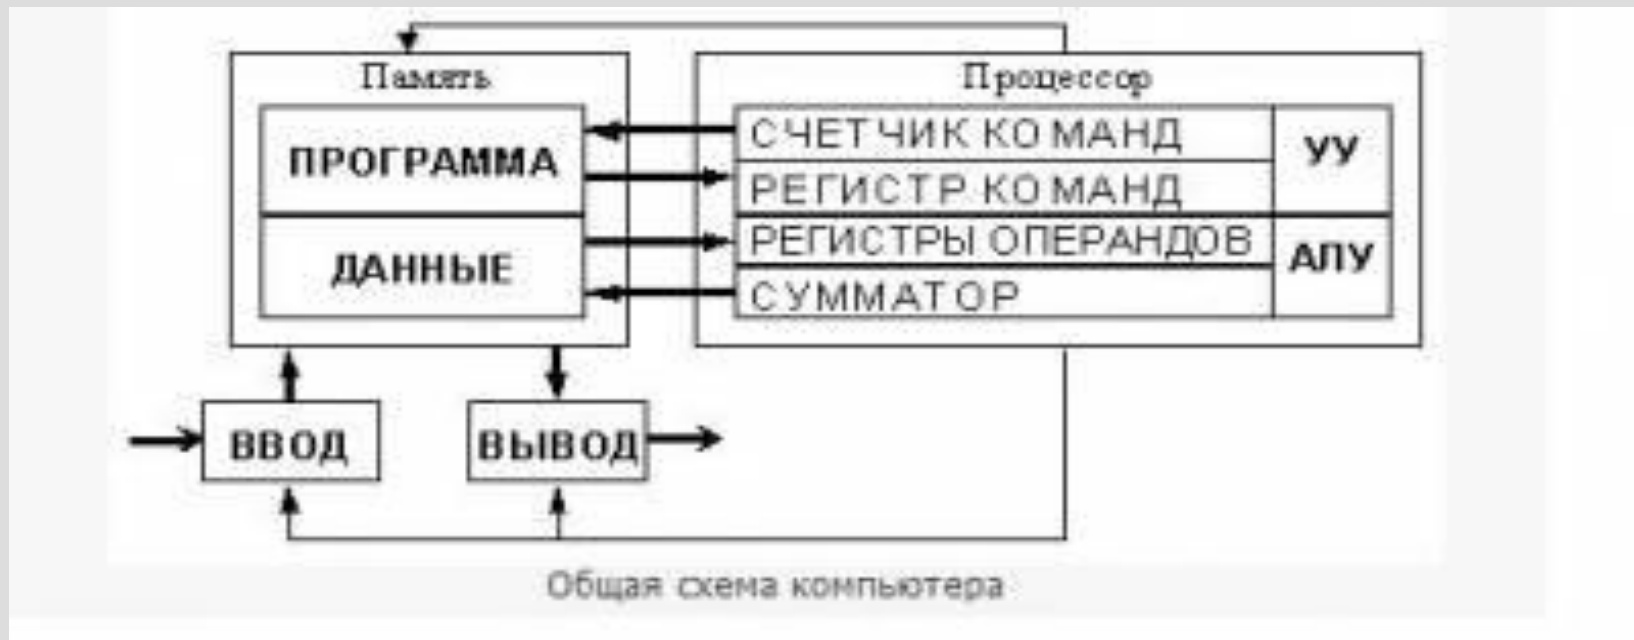 Память
Процессор
ПРОГРАММА
ДАННЫЕ
СЧЕТЧИК КОМАНД
РЕГИСТР КОМАНД
РЕГИСТРЫ ОПЕРАНДОВ
СУММАТОР
УУ
АЛУ
ВВОД
ВЫВОД
Общая схема компьютера